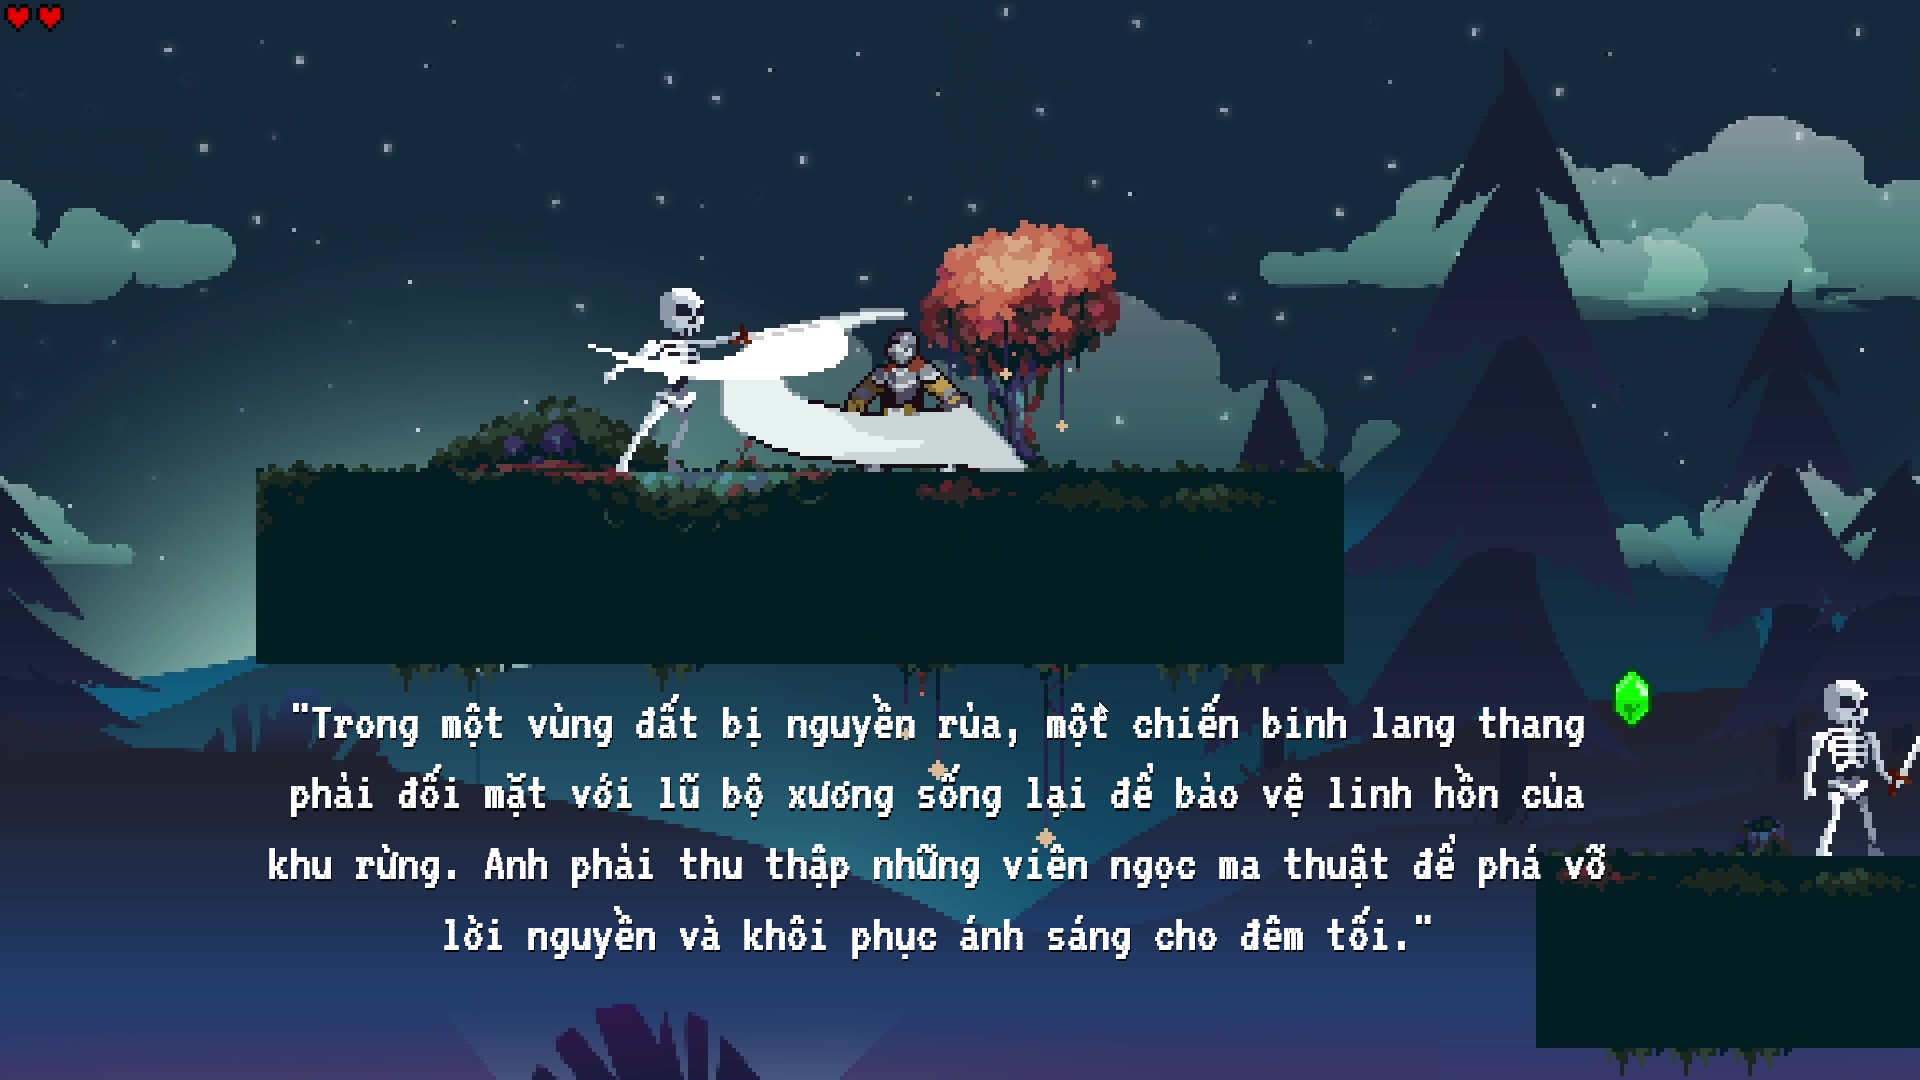 "Trong một vùng đất bị nguyền rủa, một chiến binh lang thang
phải đối mặt với lũ bộ xương sống lại để bảo vệ linh hồn của
khu rừng. Anh phải thu thập những viên ngọc ma thuật để phá vỡ
lời nguyền và khôi phục ánh sáng cho đêm tối."